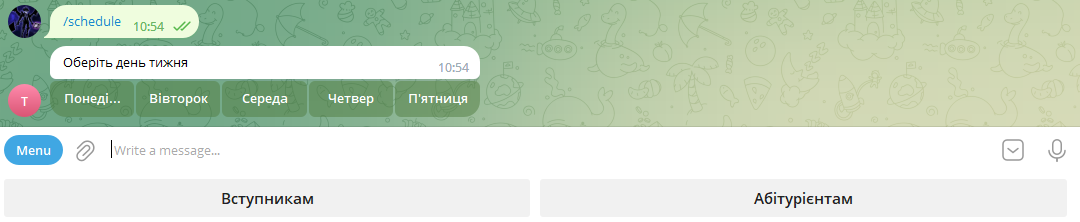 /schedule 10:54
Оберіть день тижня
10:54
Т
Понеді... Вівторок Середа Четвер П'ятниця
Menu Write a message...
Вступникам Абітурієнтам